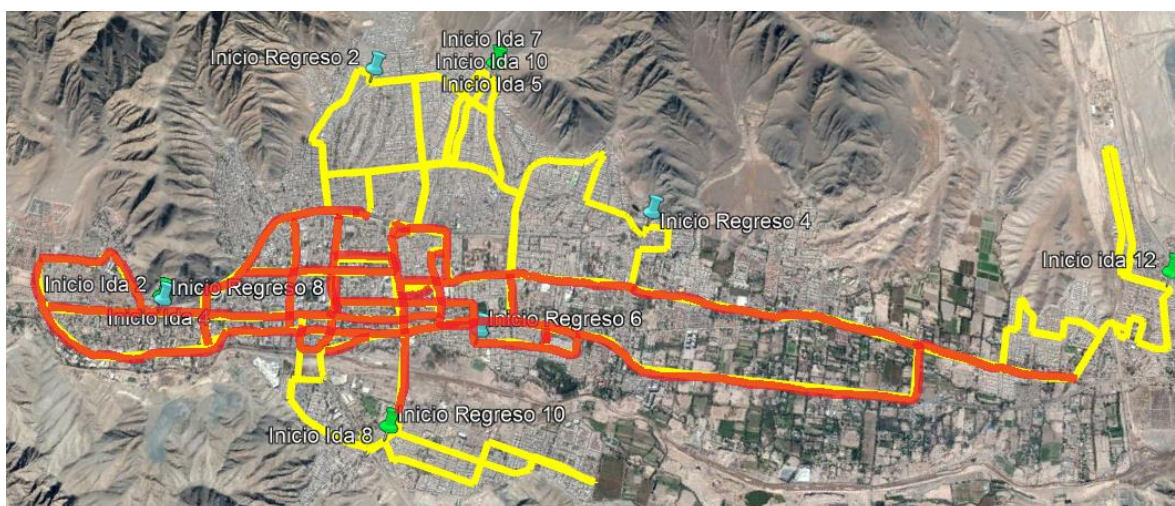 Inicio Ida 7
Inicio Regreso 2
Inicio Ida 10
Inicio Ida 5
Inicio Regreso 4
Inicio ida 12
Inicio Ida 2
Inicio Regreso 8
Inicio Ida 4
Inicio Regreso 6
Inicio Regreso 10
Inicio Ida 8